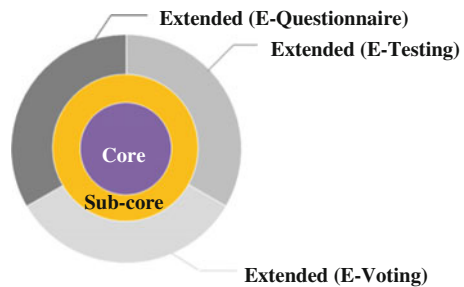 Extended (E-Questionnaire)
Extended (E-Testing)
Core
Sub-core
Extended (E-Voting)